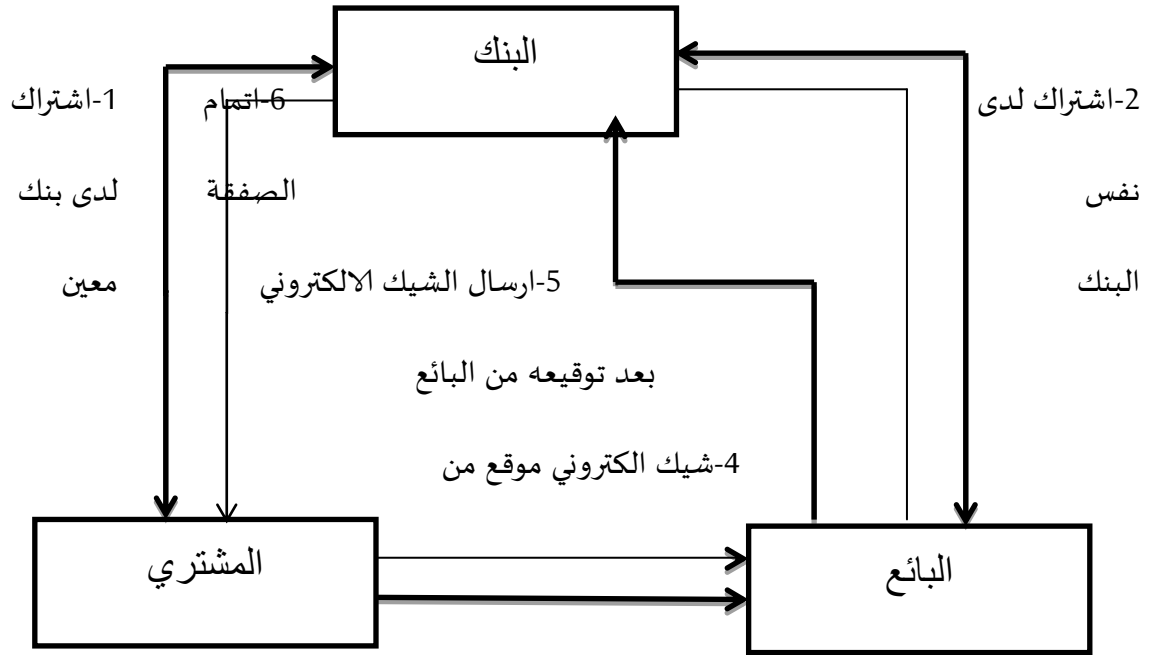 البنك
1-اشتراك
لدى بنك
معين
6-اتمام
الصفقة
2-اشتراك لدى
نفس
البنك
5-ارسال الشيك الالكتروني
بعد توقيعه من البائع
4-شيك الكتروني موقع من
المشتري
البائع